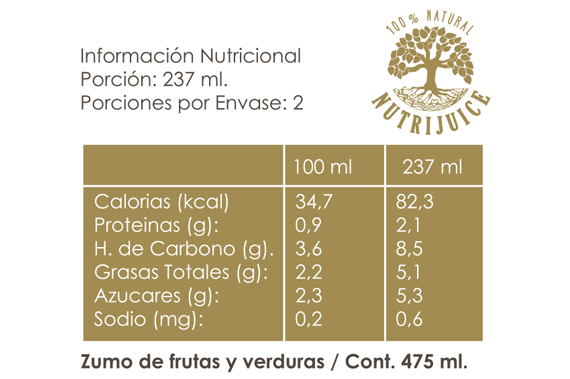 100% NATURAL
NUTRIJUICE
Información Nutricional
Porción: 237 ml.
Porciones por Envase: 2
100 ml 237 ml
Calorias (kcal) 34,7 82,3
Proteinas (g): 0,9 2,1
H. de Carbono (g). 3,6 8,5
Grasas Totales (g): 2,2 5,1
Azucares (g): 2,3 5,3
Sodio (mg): 0,2 0,6
Zumo de frutas y verduras / Cont. 475 ml.